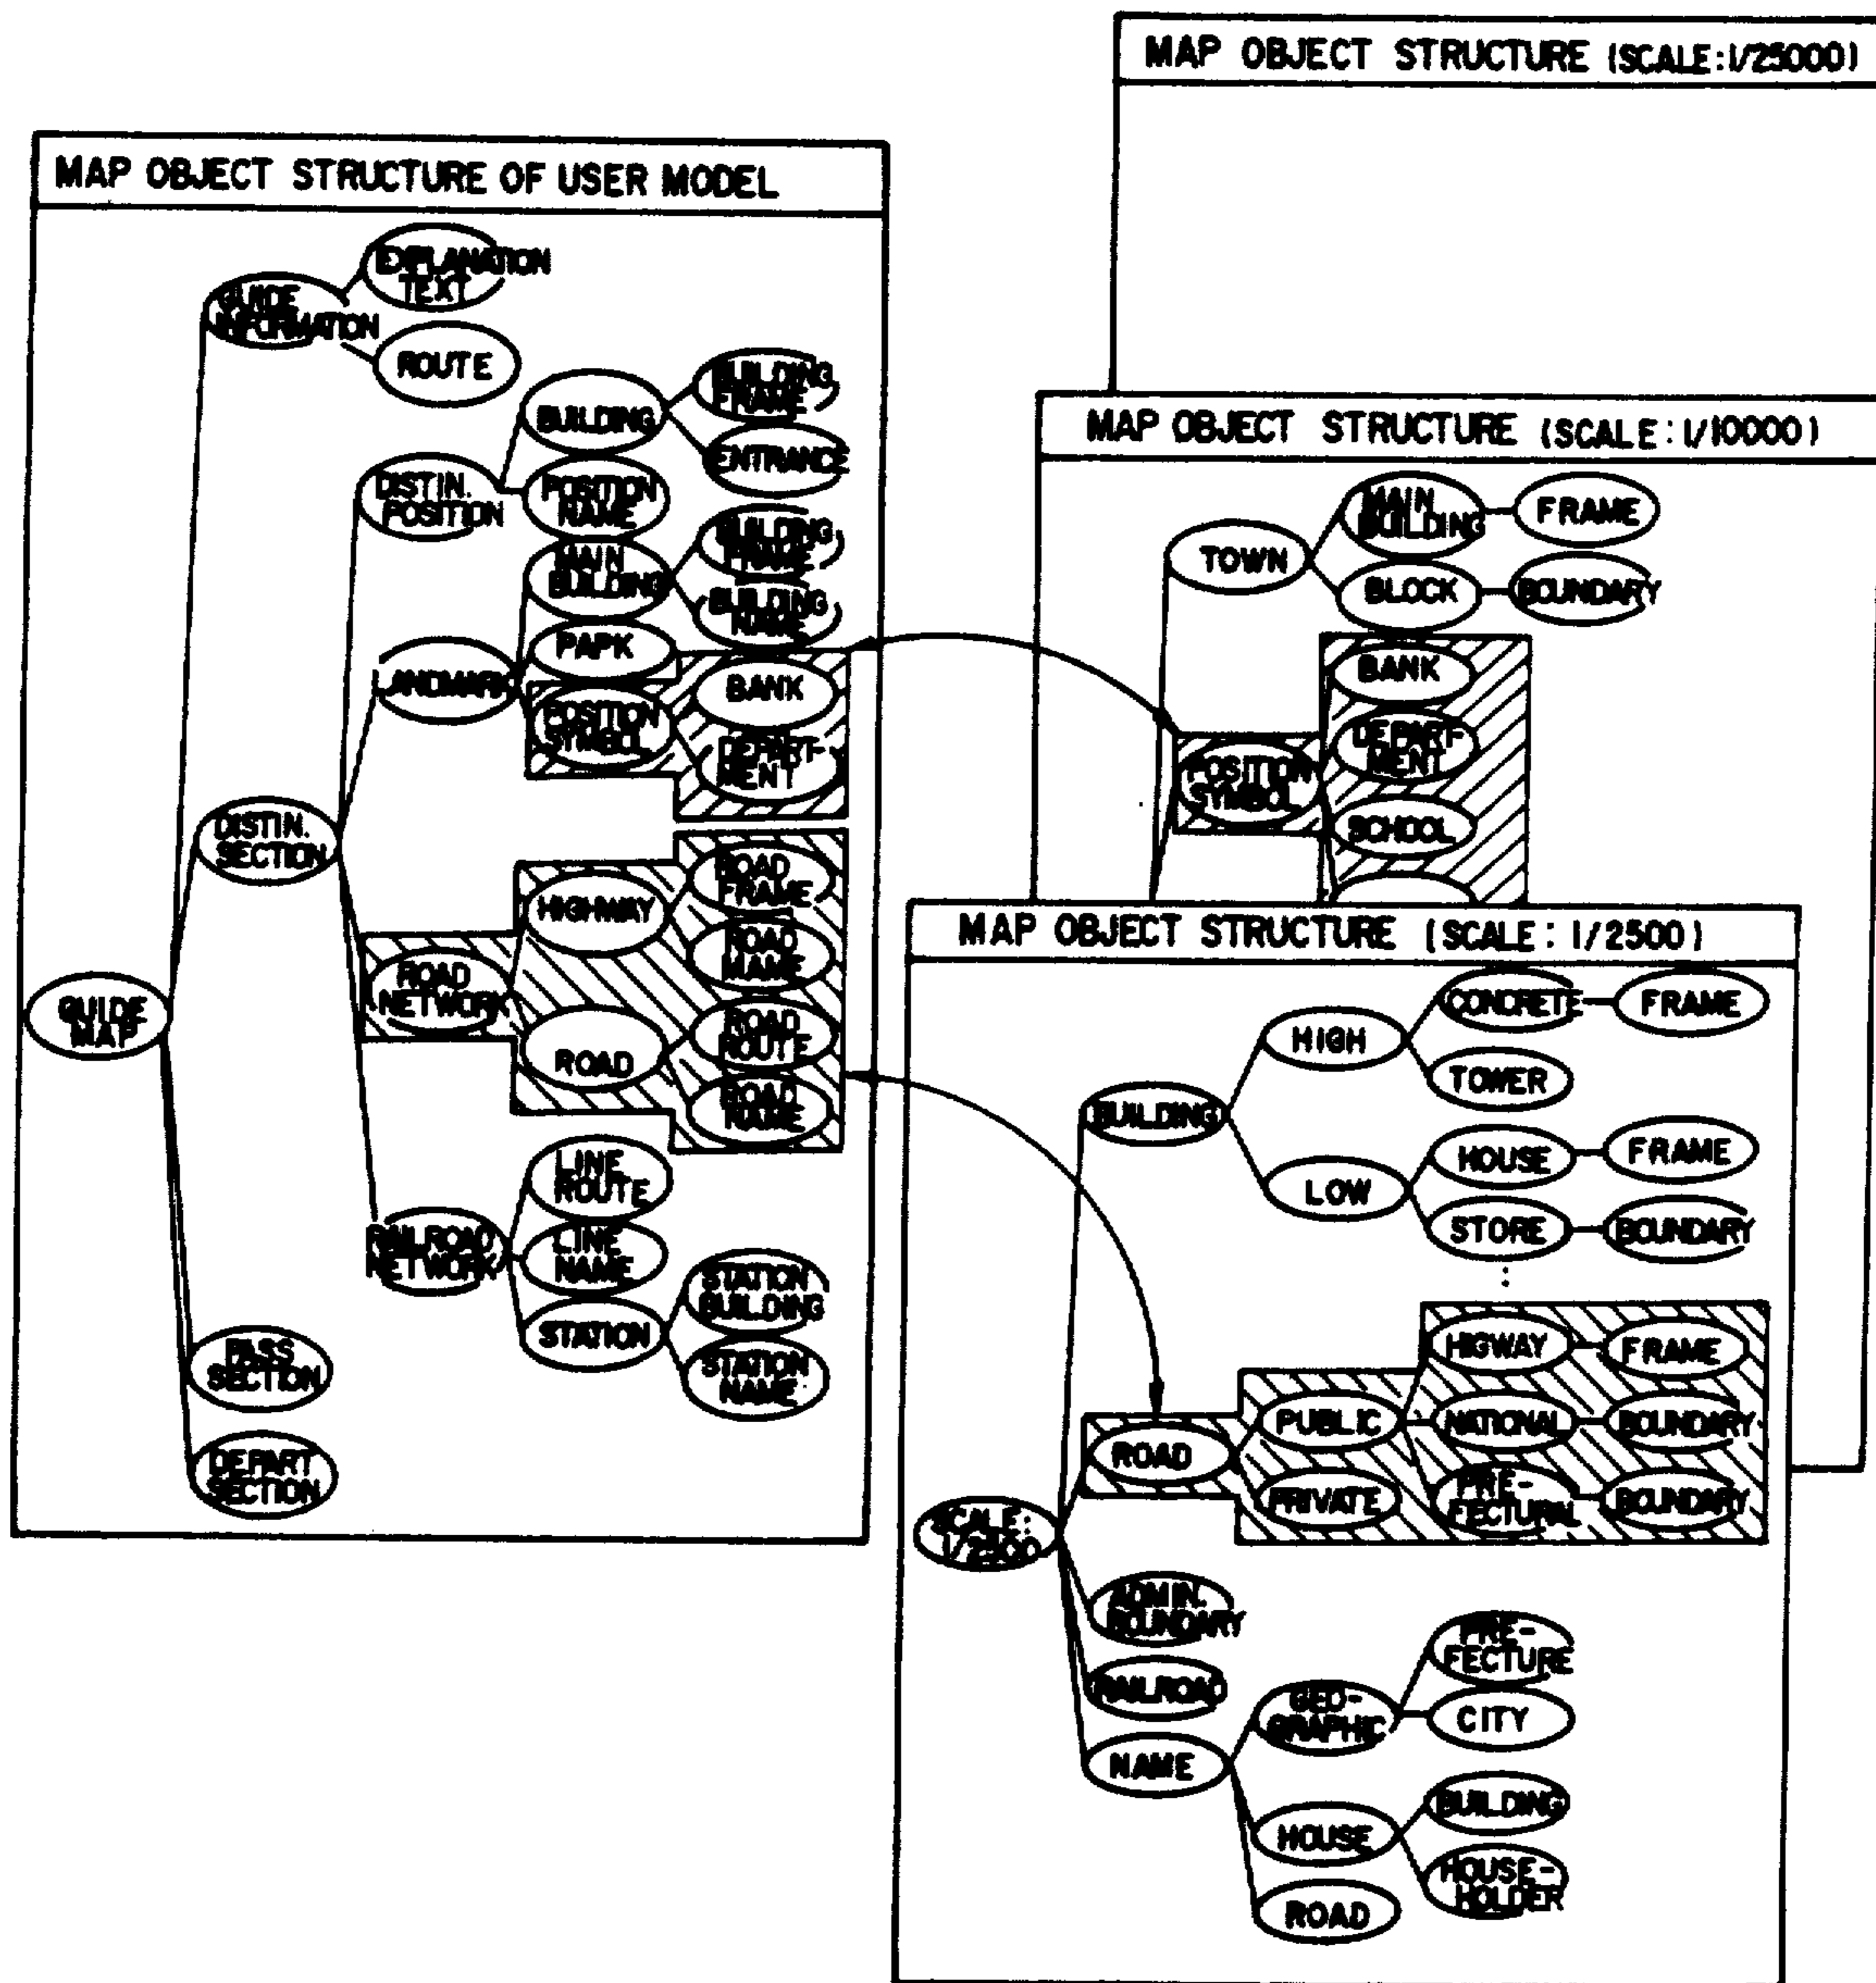 MAP OBJECT STRUCTURE (SCALE:1/25000)
MAP OBJECT STRUCTURE OF USER MODEL
EXPLANATION
TEXT
GUIDE
INFORMATION
ROUTE
BUILDING
FRAME
BUILDING
ENTRANCE
DISTIN.
POSITION
POSITION
NAME
BUILDING
FRAME
MAIN
BUILDING
BUILDING
NAME
PAPK
LANDMARK
BANK
POSITION
SYMBOL
DEPART-
MENT
DISTIN.
SECTION
ROAD
FRAME
HIGHWAY
ROAD
MAME
ROAD
NETWORK
GUIDE
MAP
ROAD
ROUTE
ROAD
ROAD
NAME
LINE
ROUTE
RAILROAD
NETWORK
LINE
NAME
STATION
BUILDING
STATION
STATION
NAME
PASS
SECTION
DEPART
SECTION
MAP OBJECT STRUCTURE (SCALE:1/10000)
MAIN
BUILDING
FRAME
TOWN
BLOCK
BOUNDARY
BANK
DEPART-
MENT
POSITION
SYMBOL
SCHOOL
MAP OBJECT STRUCTURE (SCALE: 1/2500)
CONCRETE
FRAME
HIGH
TOWER
BUILDING
HOUSE
FRAME
LOW
STORE
BOUNDARY
:
HIGWAY
FRAME
PUBLIC
NATIONAL
BOUNDARY
ROAD
PRIVATE
PRE-
FECTURAL
BOUNDARY
SCALE:
1/2500
ADMIN.
BOUNDARY
PRE-
FECTURE
RAILROAD
GEO-
GRAPHIC
CITY
NAME
BUILDING
HOUSE
HOUSE-
HOLDER
ROAD